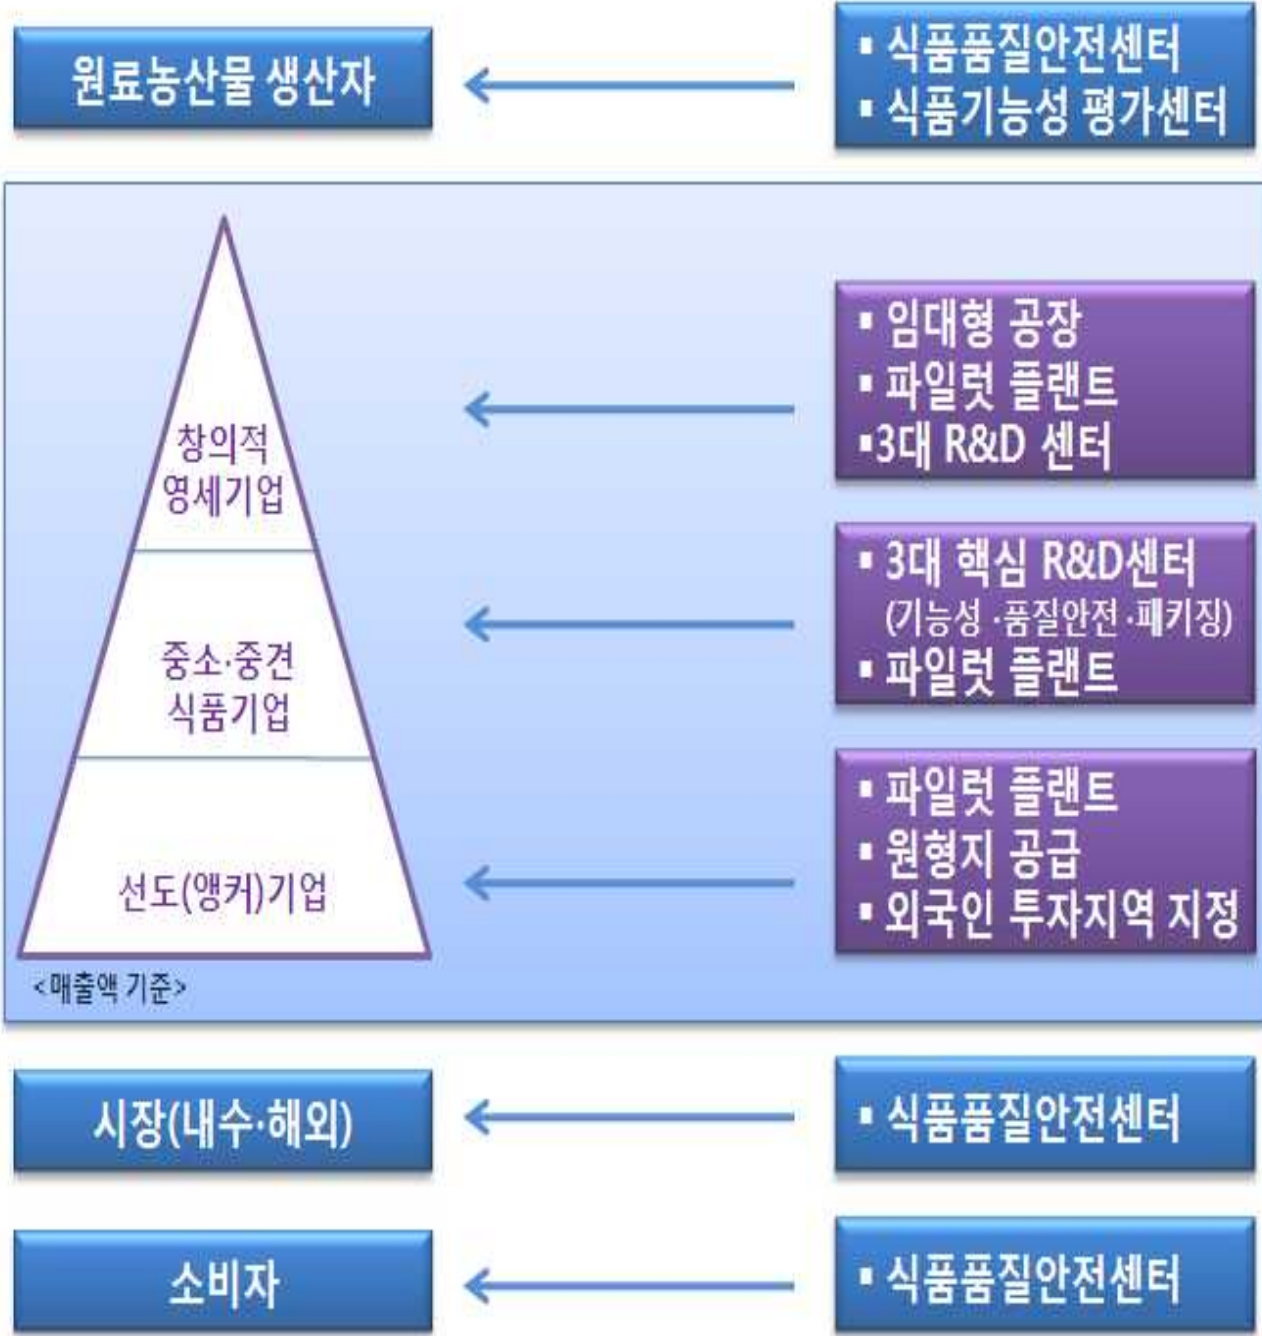 원료농산물 생산자
▪ 식품품질안전센터
▪ 식품기능성 평가센터
창의적
영세기업
▪ 임대형 공장
▪ 파일럿 플랜트
▪3대 R&D 센터
중소·중견
식품기업
▪ 3대 핵심 R&D센터
(기능성 ·품질안전 ·패키징)
▪ 파일럿 플랜트
선도(앵커)기업
▪ 파일럿 플랜트
▪ 원형지 공급
▪ 외국인 투자지역 지정
<매출액 기준>
시장(내수·해외)
▪ 식품품질안전센터
소비자
▪ 식품품질안전센터